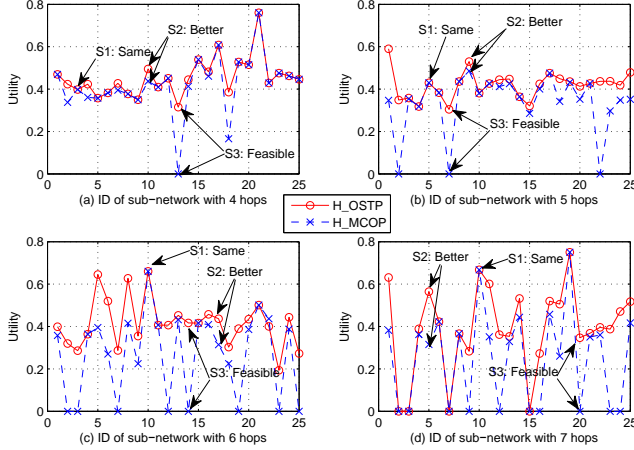 0.8
0.6
0.4
0.2
0
Utility
S1: Same
S2: Better
S3: Feasible
0 5 10 15 20 25
(a) ID of sub-network with 4 hops
0.8
0.6
0.4
0.2
0
Utility
S1: Same
S2: Better
S3: Feasible
0 5 10 15 20 25
(b) ID of sub-network with 5 hops
H_OSTP
H_MCOP
0.8
0.6
0.4
0.2
0
Utility
S1: Same
S2: Better
S3: Feasible
0 5 10 15 20 25
(c) ID of sub-network with 6 hops
0.8
0.6
0.4
0.2
0
Utility
S2: Better
S1: Same
S3: Feasible
0 5 10 15 20 25
(d) ID of sub-network with 7 hops